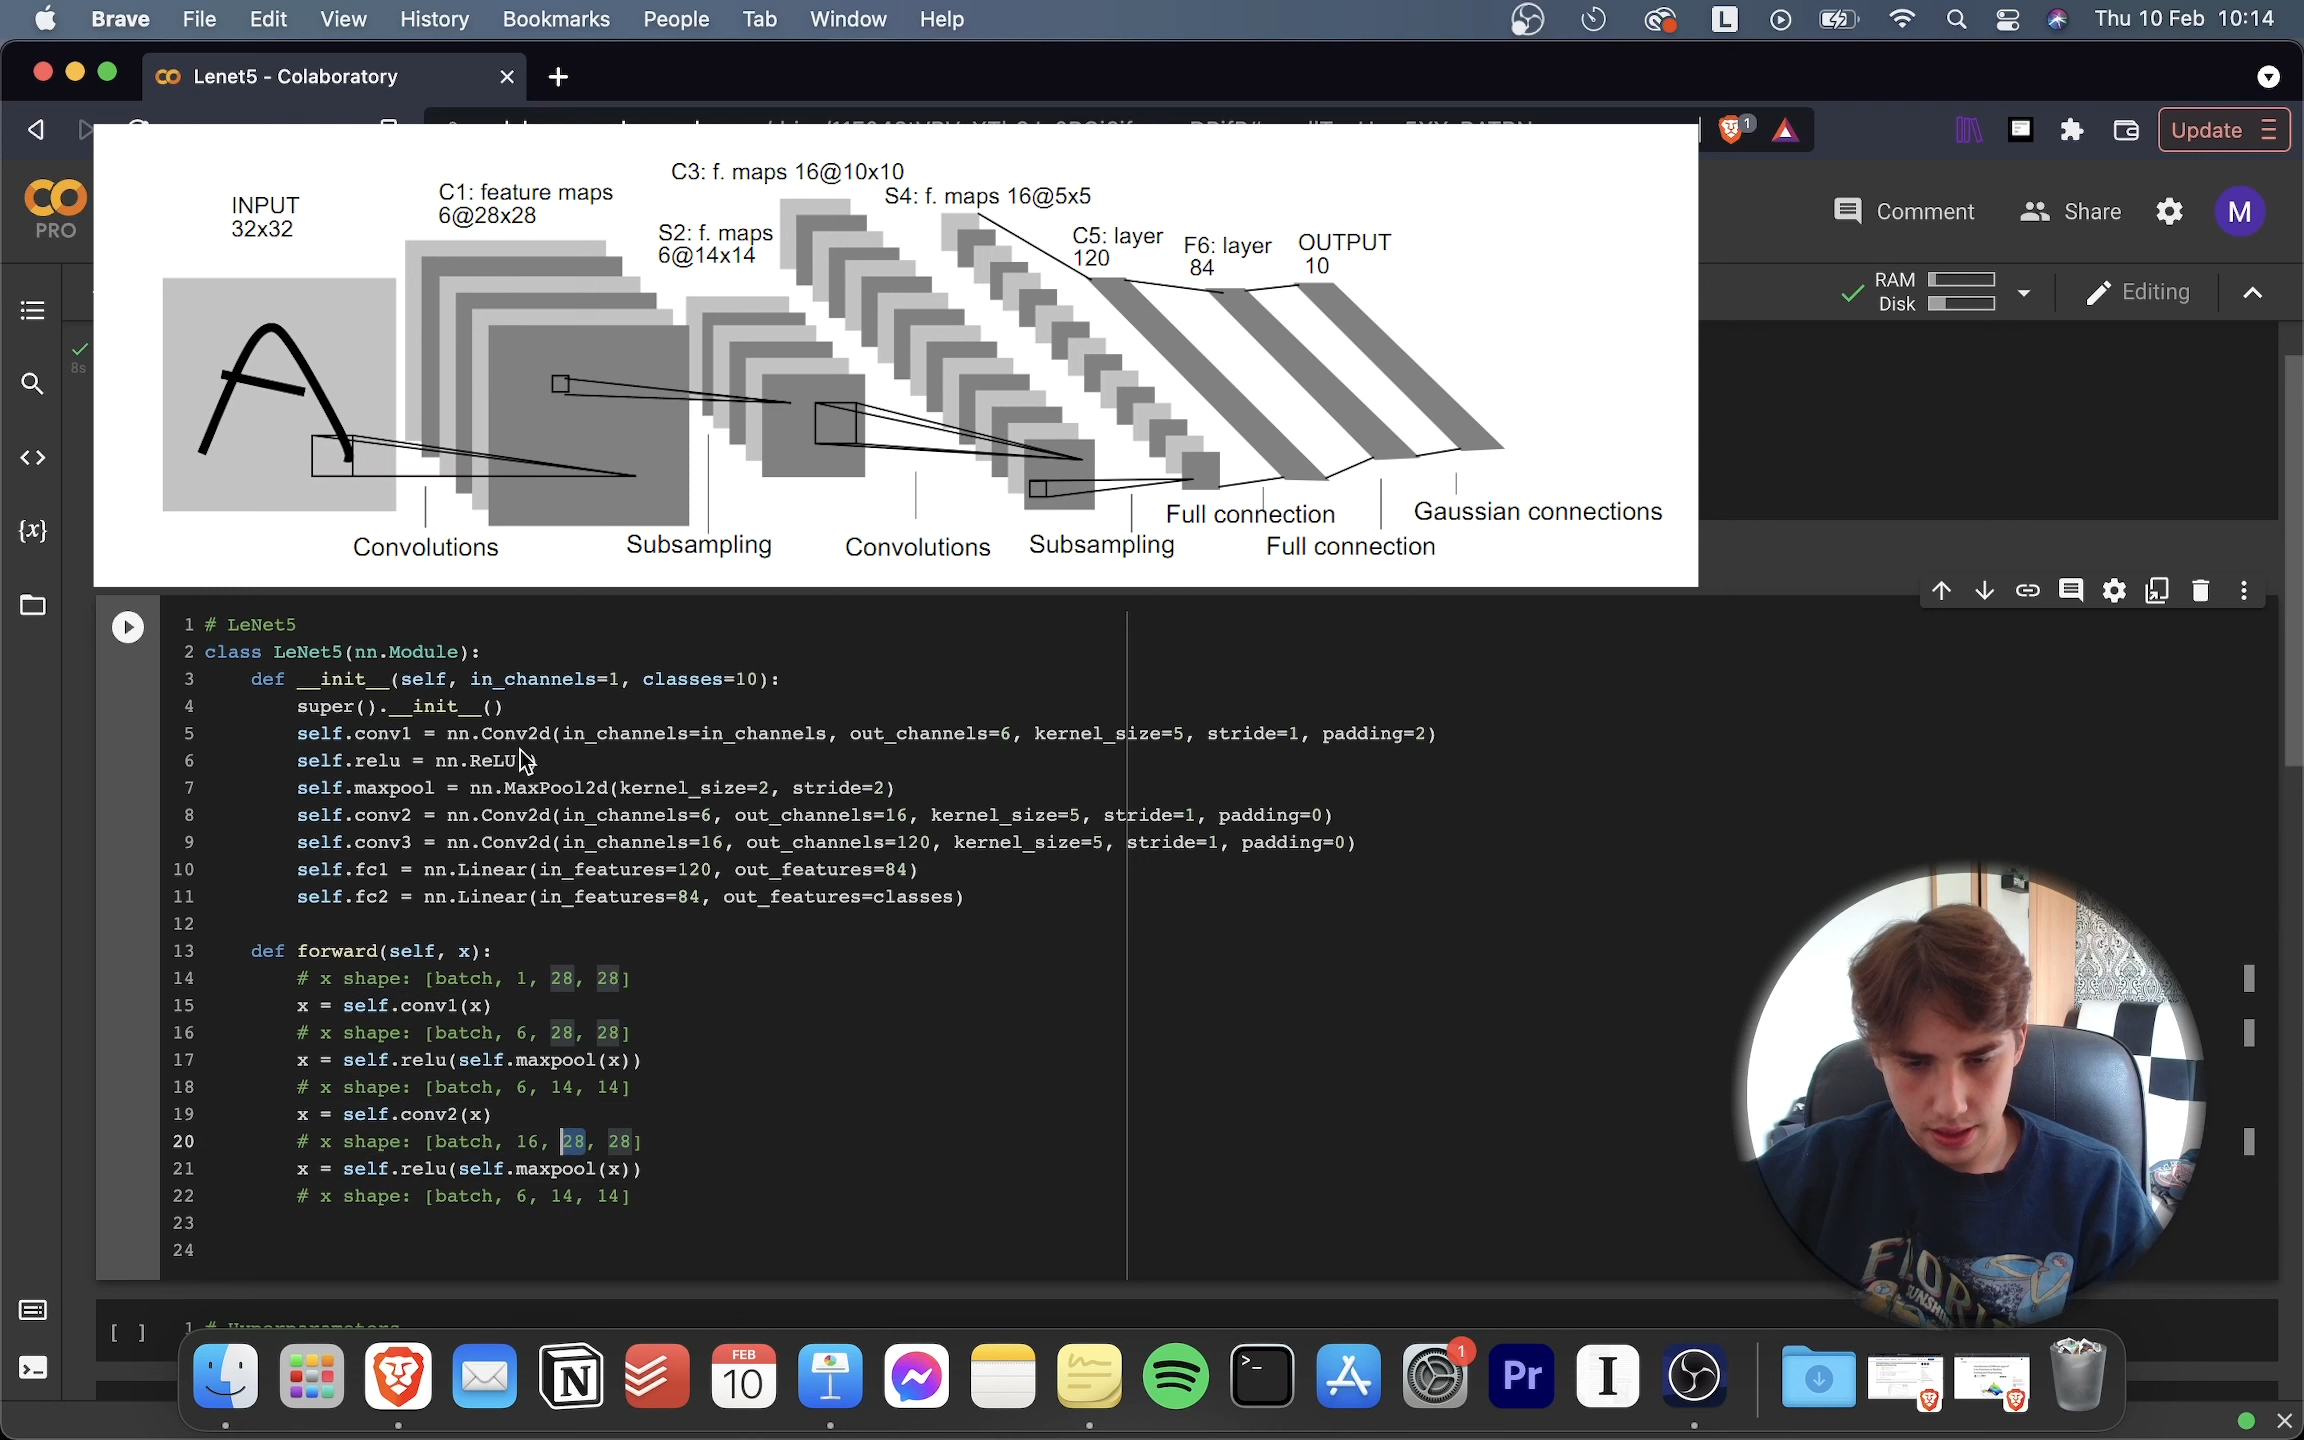 Brave File Edit View History Bookmarks People Tab Window Help
Thu 10 Feb 10:14
Lenet5 - Colaboratory
Update
PRO
Comment
Share
M
RAM
Disk
Editing
8s
INPUT
32x32
C1: feature maps
6@28x28
S2: f. maps
6@14x14
C3: f. maps 16@10x10
S4: f. maps 16@5x5
C5: layer
120
F6: layer
84
OUTPUT
10
Convolutions
Subsampling
Convolutions
Subsampling
Full connection
Full connection
Gaussian connections
1 # LeNet5
2 class LeNet5(nn.Module):
3 def __init__(self, in_channels=1, classes=10):
4 super().__init__()
5 self.conv1 = nn.Conv2d(in_channels=in_channels, out_channels=6, kernel_size=5, stride=1, padding=2)
6 self.relu = nn.ReLU
7 self.maxpool = nn.MaxPool2d(kernel_size=2, stride=2)
8 self.conv2 = nn.Conv2d(in_channels=6, out_channels=16, kernel_size=5, stride=1, padding=0)
9 self.conv3 = nn.Conv2d(in_channels=16, out_channels=120, kernel_size=5, stride=1, padding=0)
10 self.fc1 = nn.Linear(in_features=120, out_features=84)
11 self.fc2 = nn.Linear(in_features=84, out_features=classes)
12
13 def forward(self, x):
14 # x shape: [batch, 1, 28, 28]
15 x = self.conv1(x)
16 # x shape: [batch, 6, 28, 28]
17 x = self.relu(self.maxpool(x))
18 # x shape: [batch, 6, 14, 14]
19 x = self.conv2(x)
20 # x shape: [batch, 16, 28, 28]
21 x = self.relu(self.maxpool(x))
22 # x shape: [batch, 6, 14, 14]
23
24
[ ] 1 # Hyperparameters
FEB
10
1
Pr